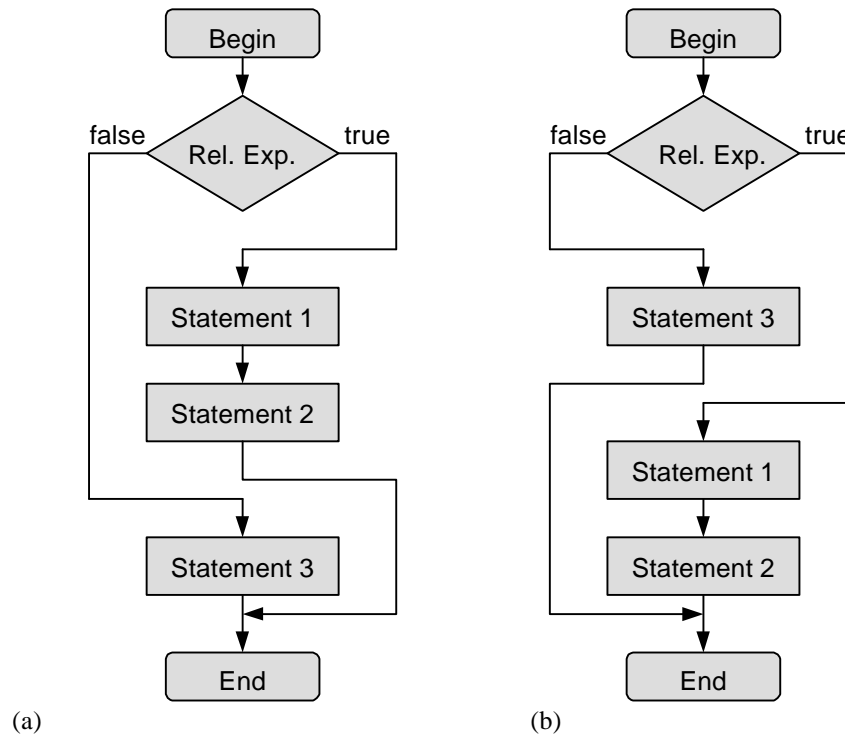 Begin
false
true
Rel. Exp.
Statement 1
Statement 2
Statement 3
End
(a)
Begin
false
true
Rel. Exp.
Statement 3
Statement 1
Statement 2
End
(b)